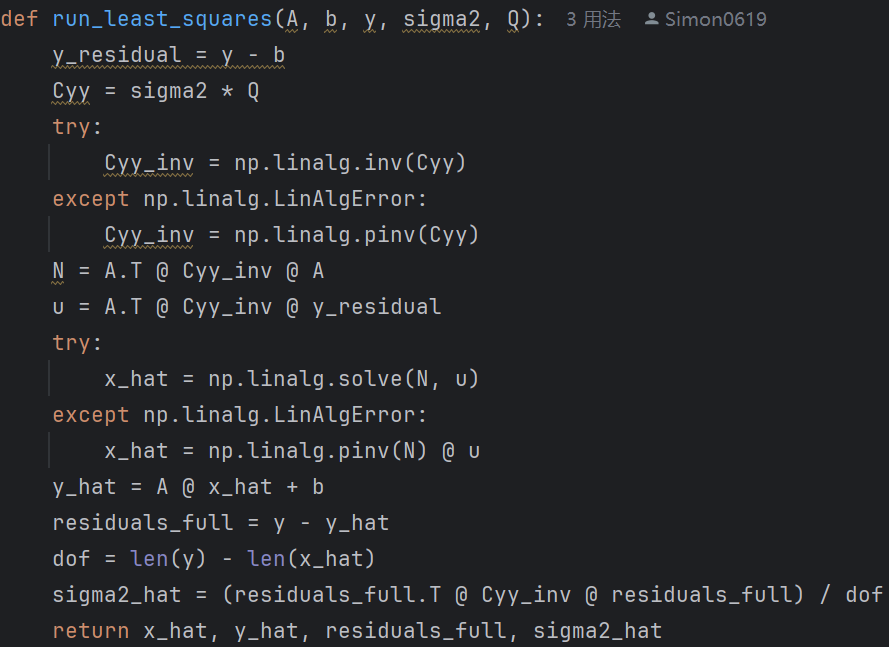 def run_least_squares(A, b, y, sigma2, Q): 3 用法 Simon0619
    y_residual = y - b
    Cyy = sigma2 * Q
    try:
        Cyy_inv = np.linalg.inv(Cyy)
    except np.linalg.LinAlgError:
        Cyy_inv = np.linalg.pinv(Cyy)
    N = A.T @ Cyy_inv @ A
    u = A.T @ Cyy_inv @ y_residual
    try:
        x_hat = np.linalg.solve(N, u)
    except np.linalg.LinAlgError:
        x_hat = np.linalg.pinv(N) @ u
    y_hat = A @ x_hat + b
    residuals_full = y - y_hat
    dof = len(y) - len(x_hat)
    sigma2_hat = (residuals_full.T @ Cyy_inv @ residuals_full) / dof
    return x_hat, y_hat, residuals_full, sigma2_hat